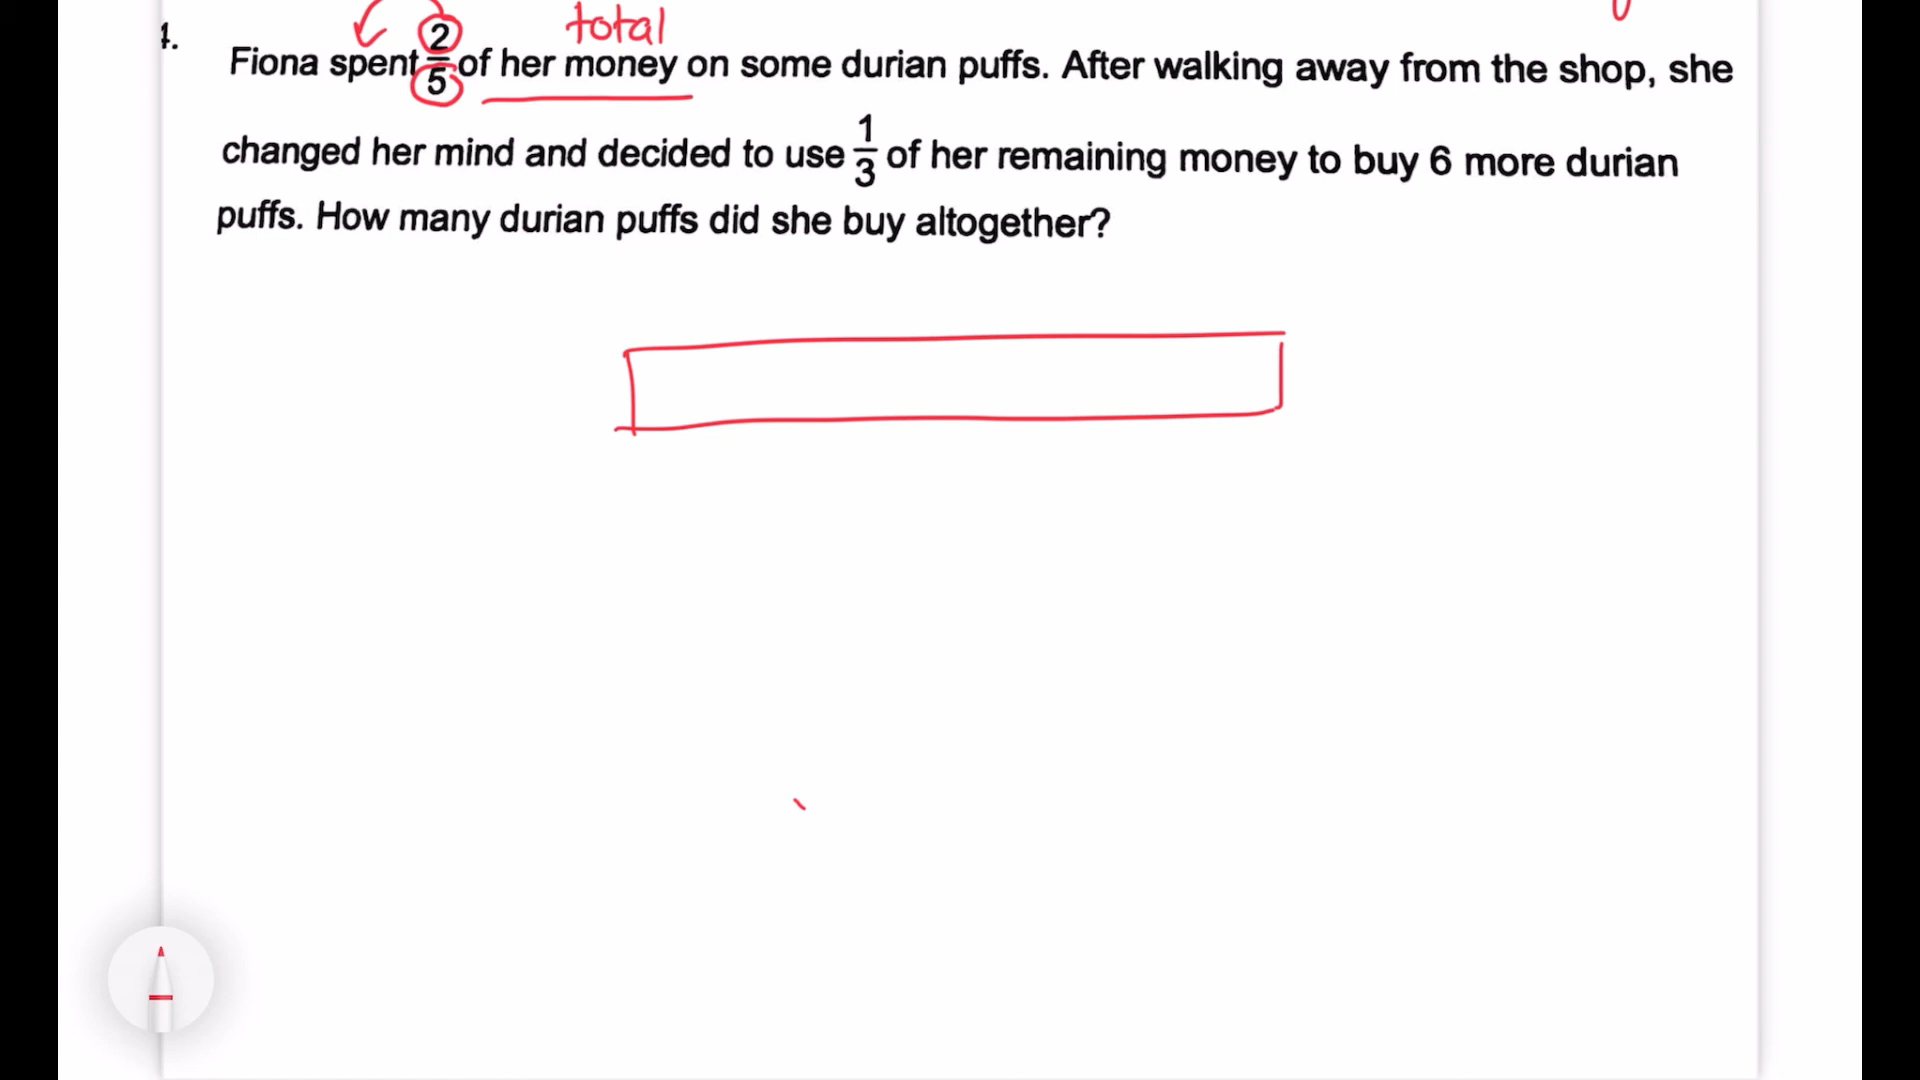 total
4.
Fiona spent 2/5 of her money on some durian puffs. After walking away from the shop, she
changed her mind and decided to use 1/3 of her remaining money to buy 6 more durian
puffs. How many durian puffs did she buy altogether?